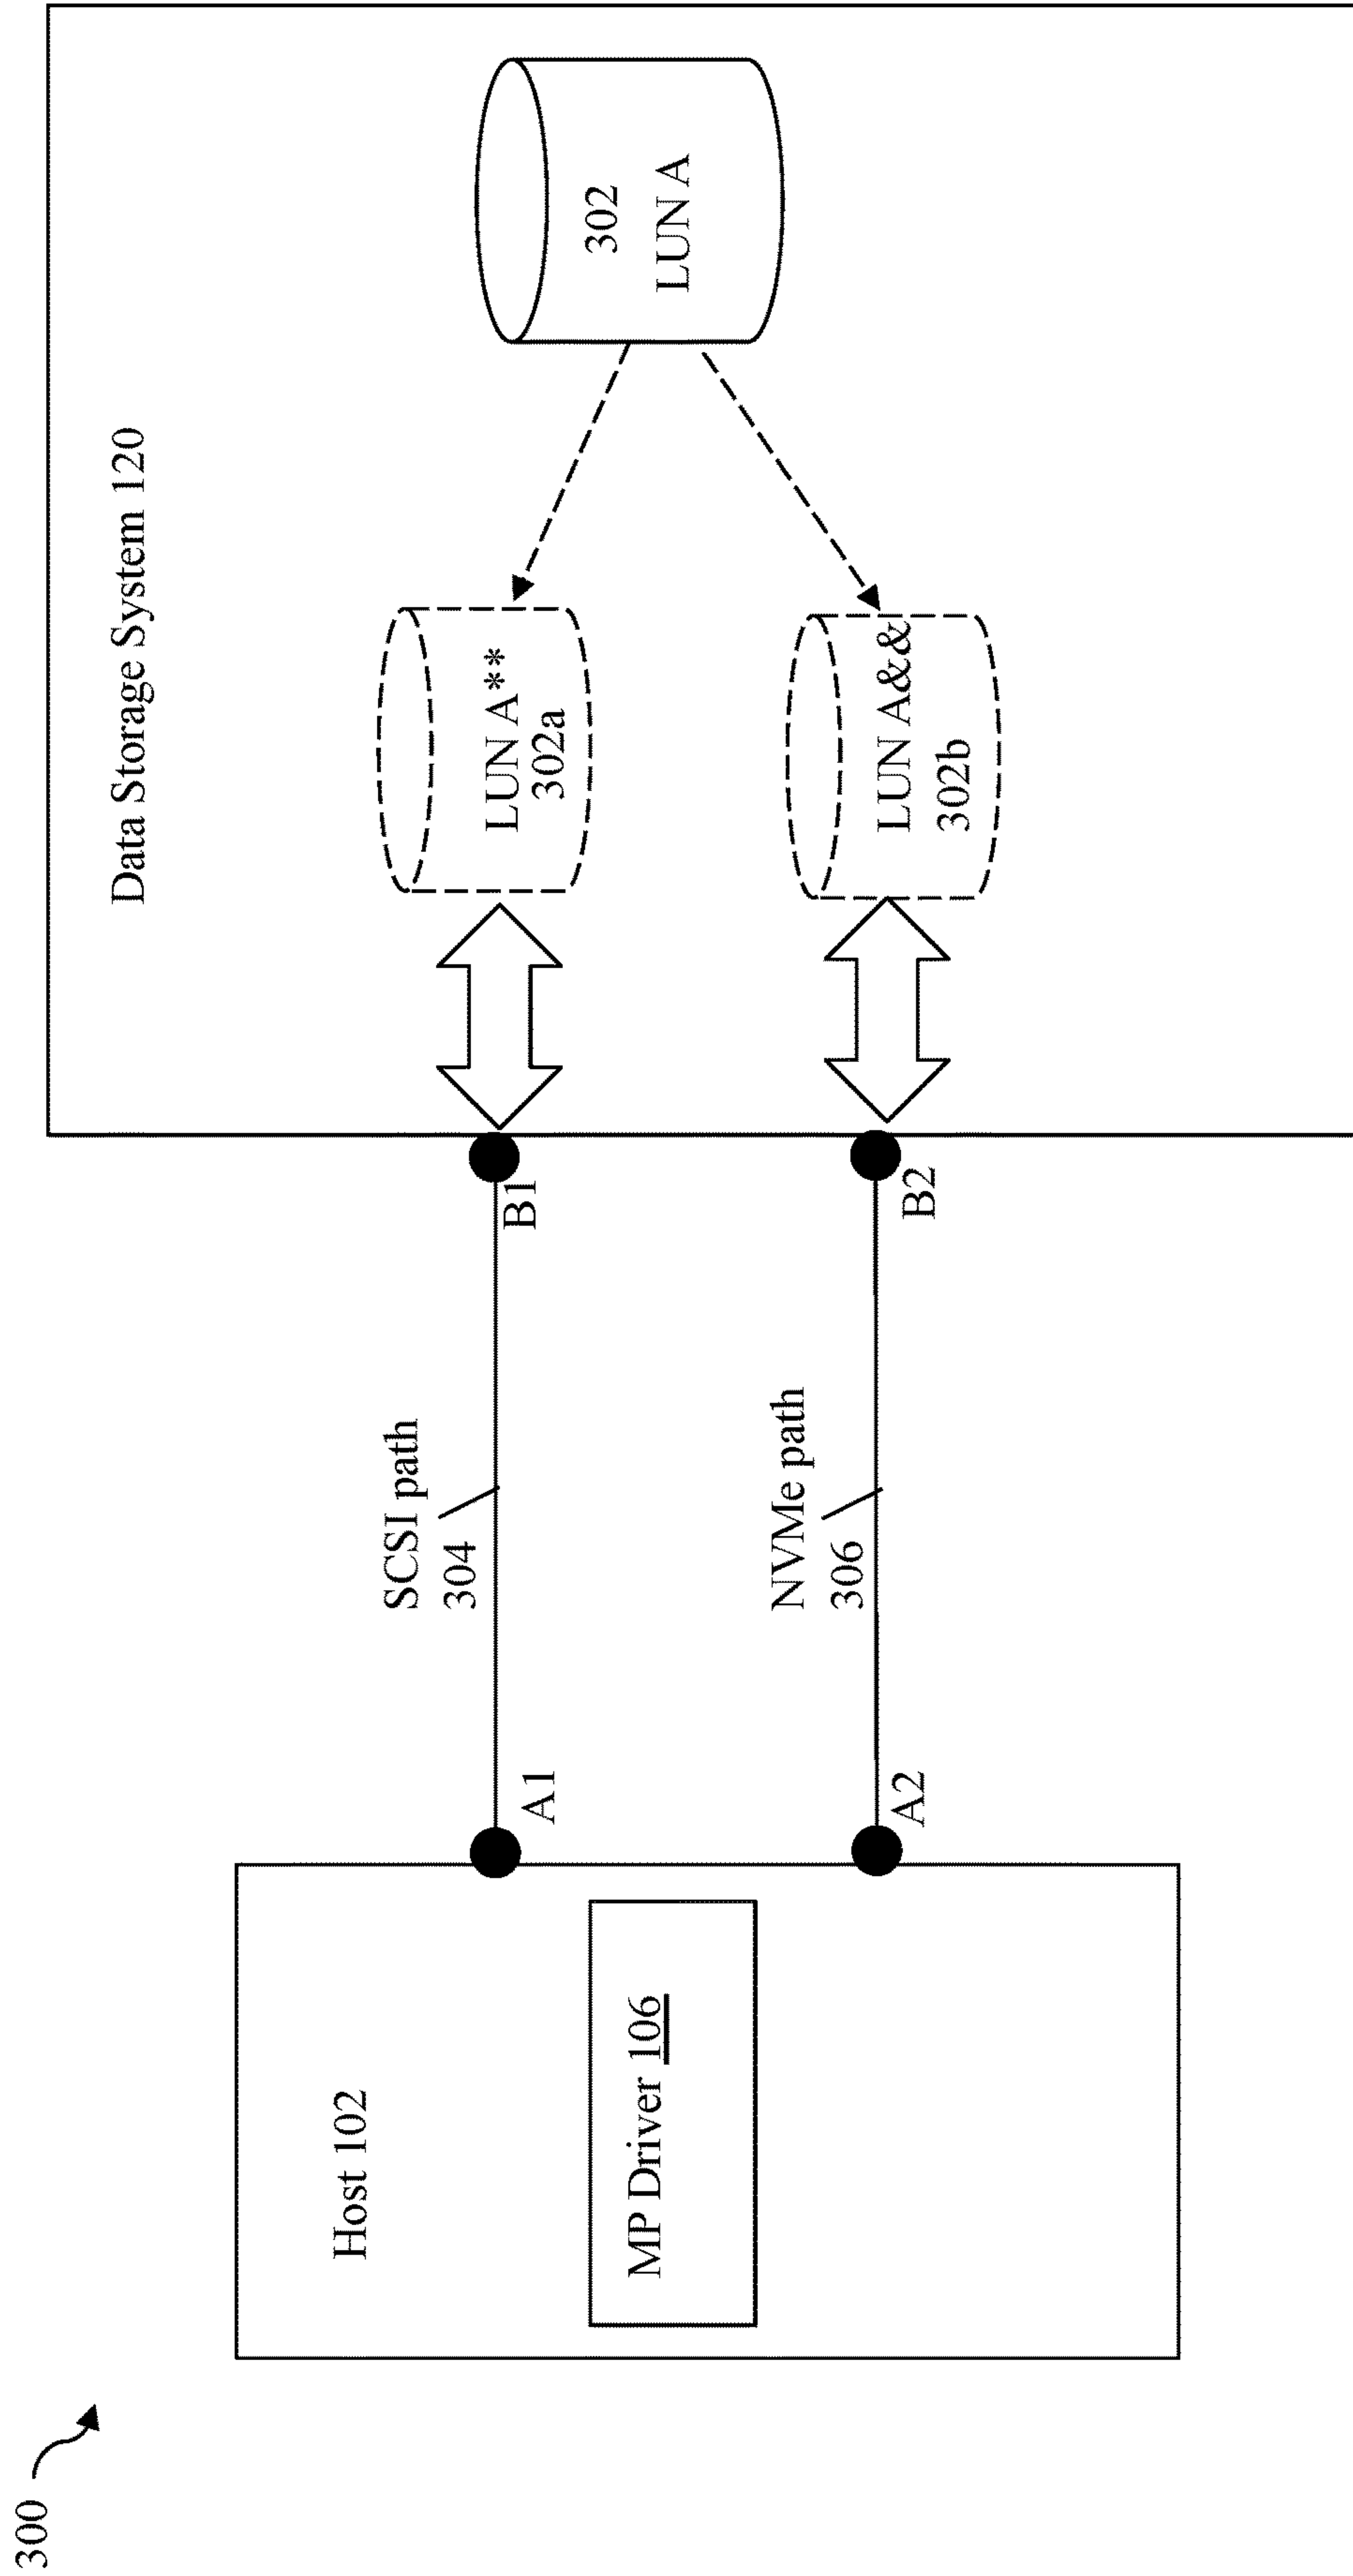 300
Host 102
MP Driver 106
A1
A2
SCSI path
304
NVMe path
306
B1
B2
Data Storage System 120
LUN A**
302a
LUN A&&
302b
302
LUN A